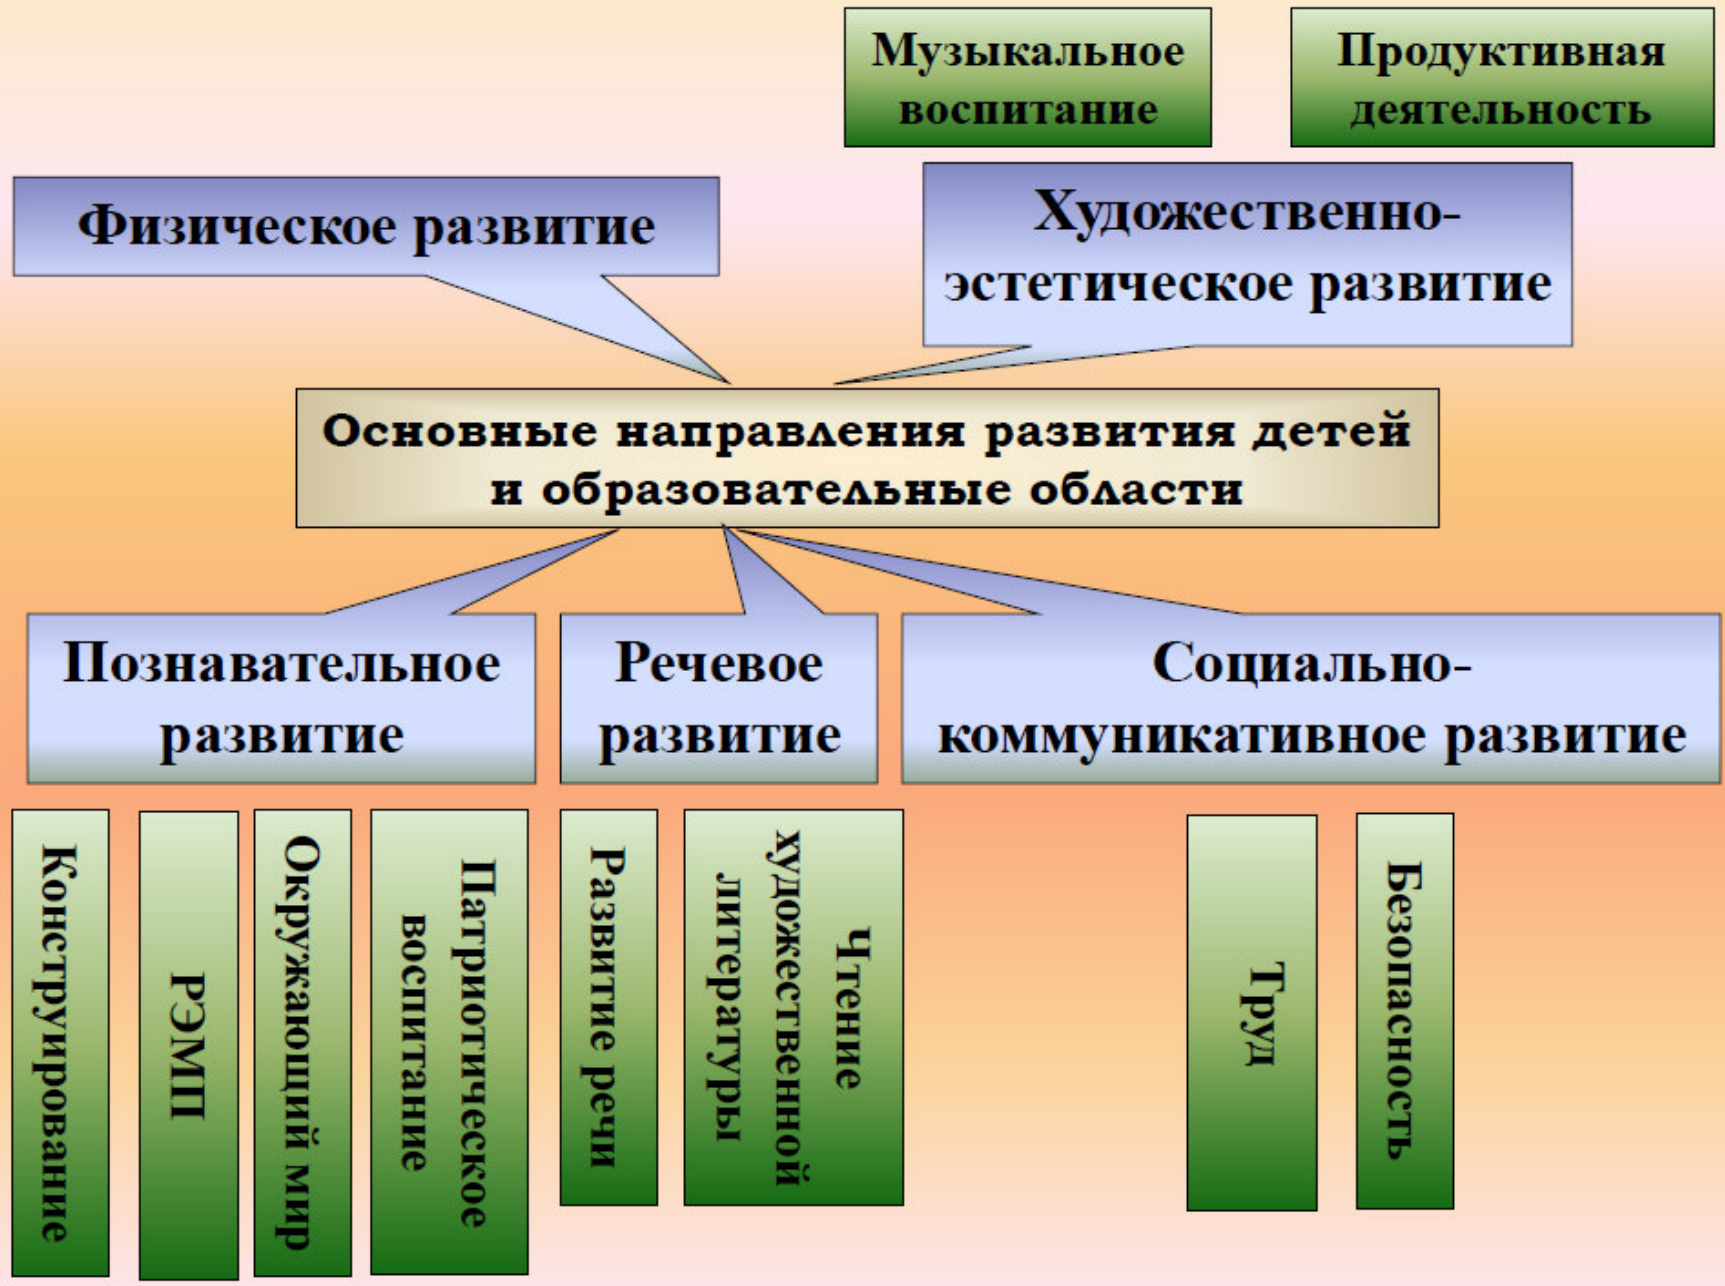 Музыкальное
воспитание
Продуктивная
деятельность
Физическое развитие
Художественно-
эстетическое развитие
Основные направления развития детей
и образовательные области
Познавательное
развитие
Речевое
развитие
Социально-
коммуникативное развитие
Конструирование
РЭМП
Окружающий мир
Патриотическое
воспитание
Развитие речи
Чтение
художественной
литературы
Труд
Безопасность